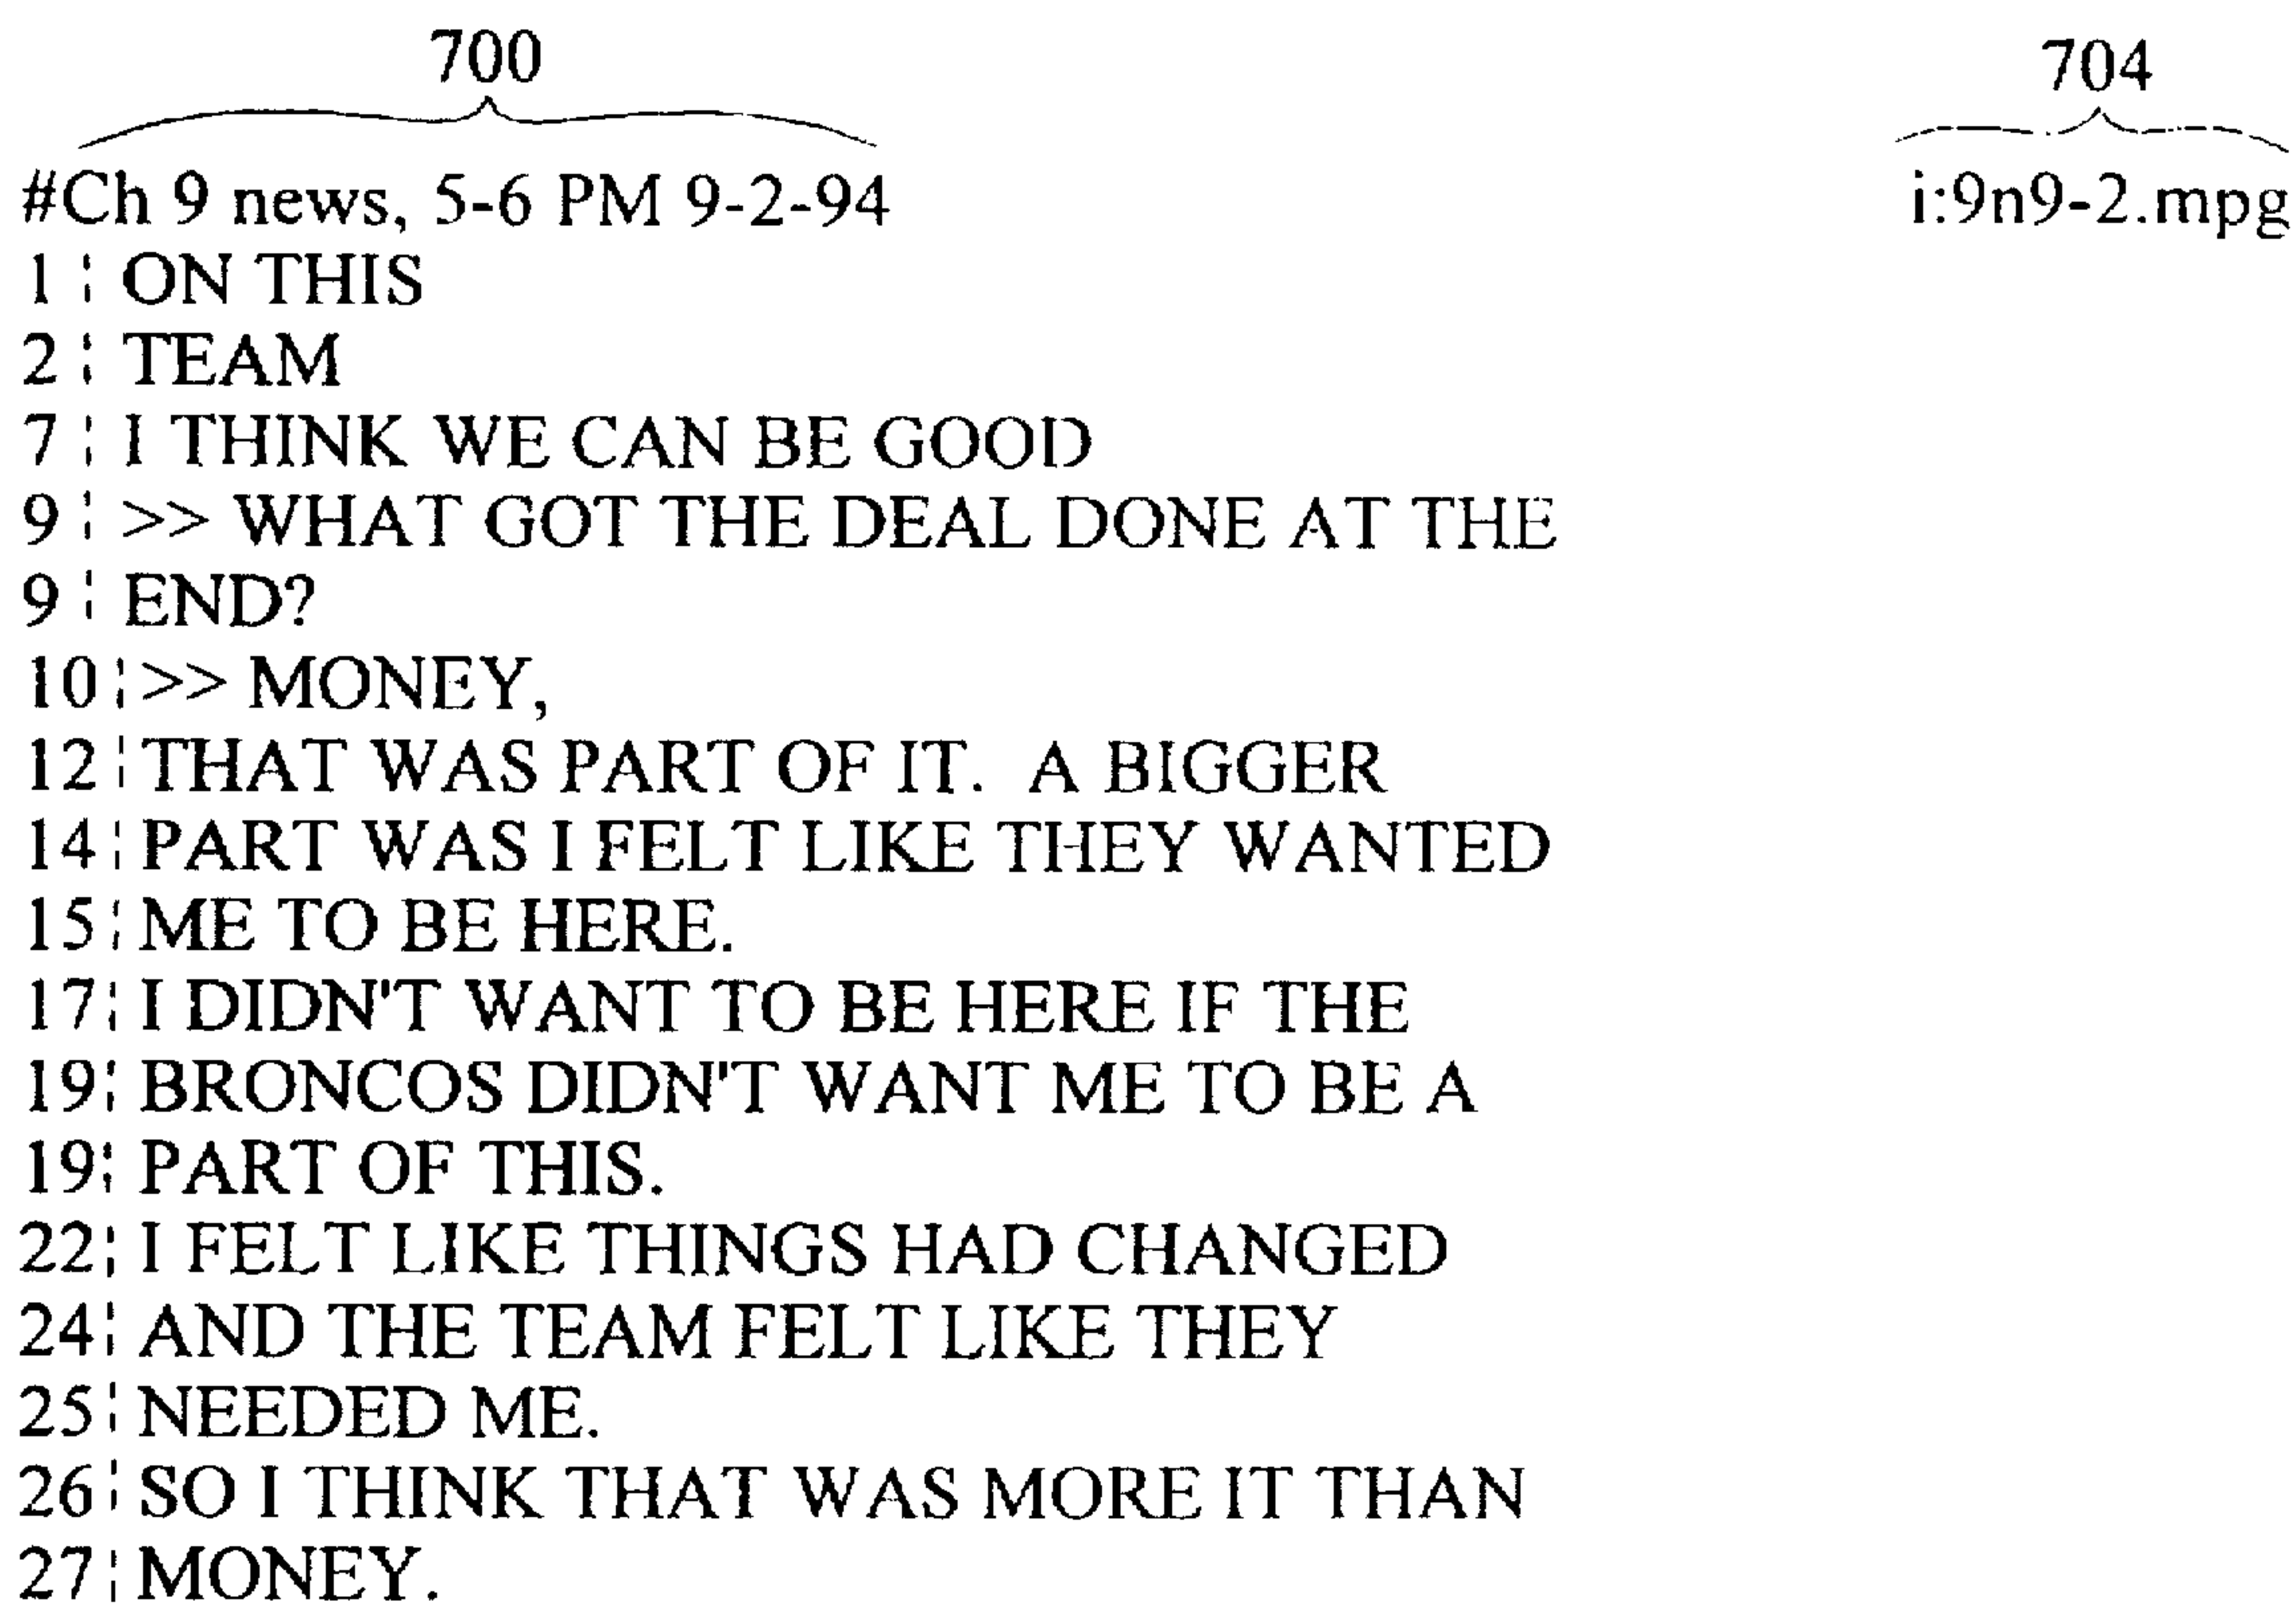 700 704
#Ch 9 news, 5-6 PM 9-2-94 i:9n9-2.mpg
1 ¦ ON THIS
2 ¦ TEAM
7 ¦ I THINK WE CAN BE GOOD
9 ¦ >> WHAT GOT THE DEAL DONE AT THE
9 ¦ END?
10 ¦ >> MONEY,
12 ¦ THAT WAS PART OF IT. A BIGGER
14 ¦ PART WAS I FELT LIKE THEY WANTED
15 ¦ ME TO BE HERE.
17 ¦ I DIDN'T WANT TO BE HERE IF THE
19 ¦ BRONCOS DIDN'T WANT ME TO BE A
19 ¦ PART OF THIS.
22 ¦ I FELT LIKE THINGS HAD CHANGED
24 ¦ AND THE TEAM FELT LIKE THEY
25 ¦ NEEDED ME.
26 ¦ SO I THINK THAT WAS MORE IT THAN
27 ¦ MONEY.